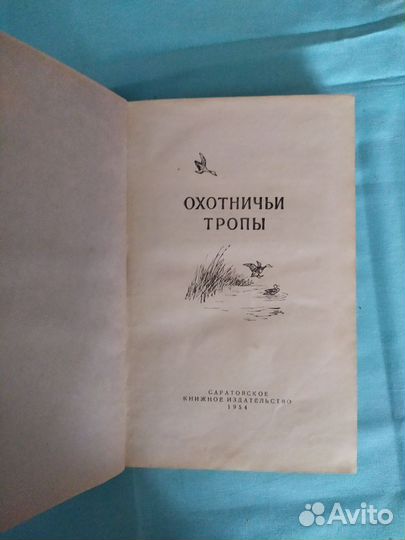 ОХОТНИЧЬИ
ТРОПЫ
САРАТОВСКОЕ
КНИЖНОЕ ИЗДАТЕЛЬСТВО
1954
Avito